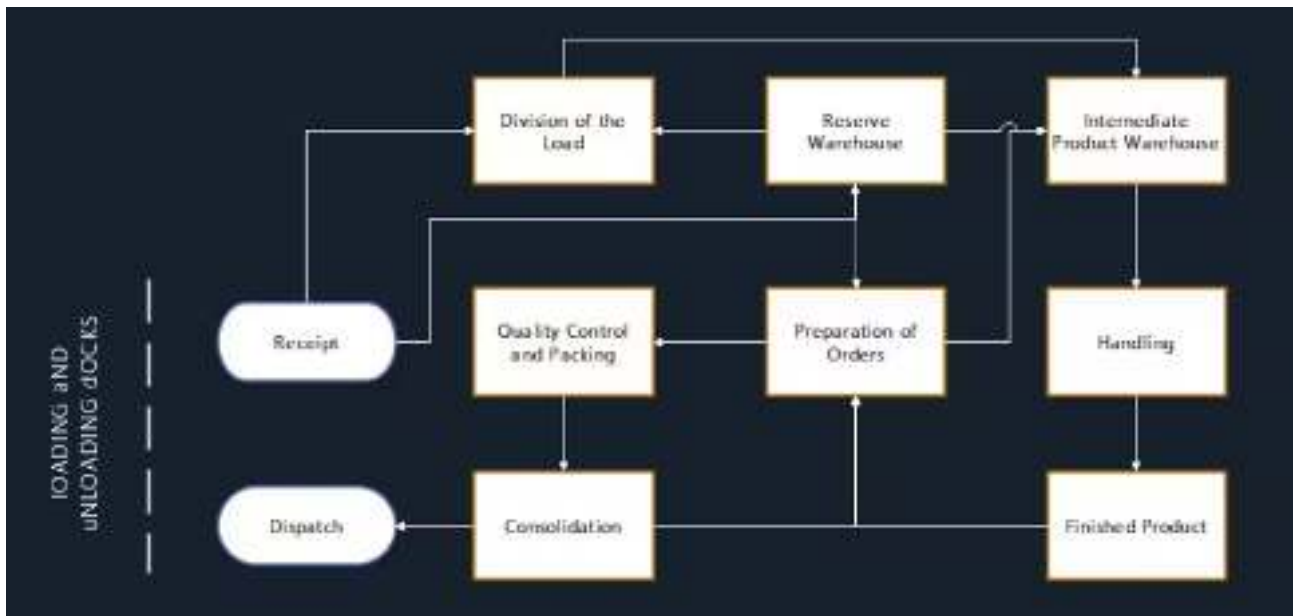 Division of the
Load
Reserve
Warehouse
Intermediate
Product Warehouse
Receipt
Quality Control
and Packing
Preparation of
Orders
Handling
lOADING aND
uNLOADING dOCKS
Dispatch
Consolidation
Finished Product